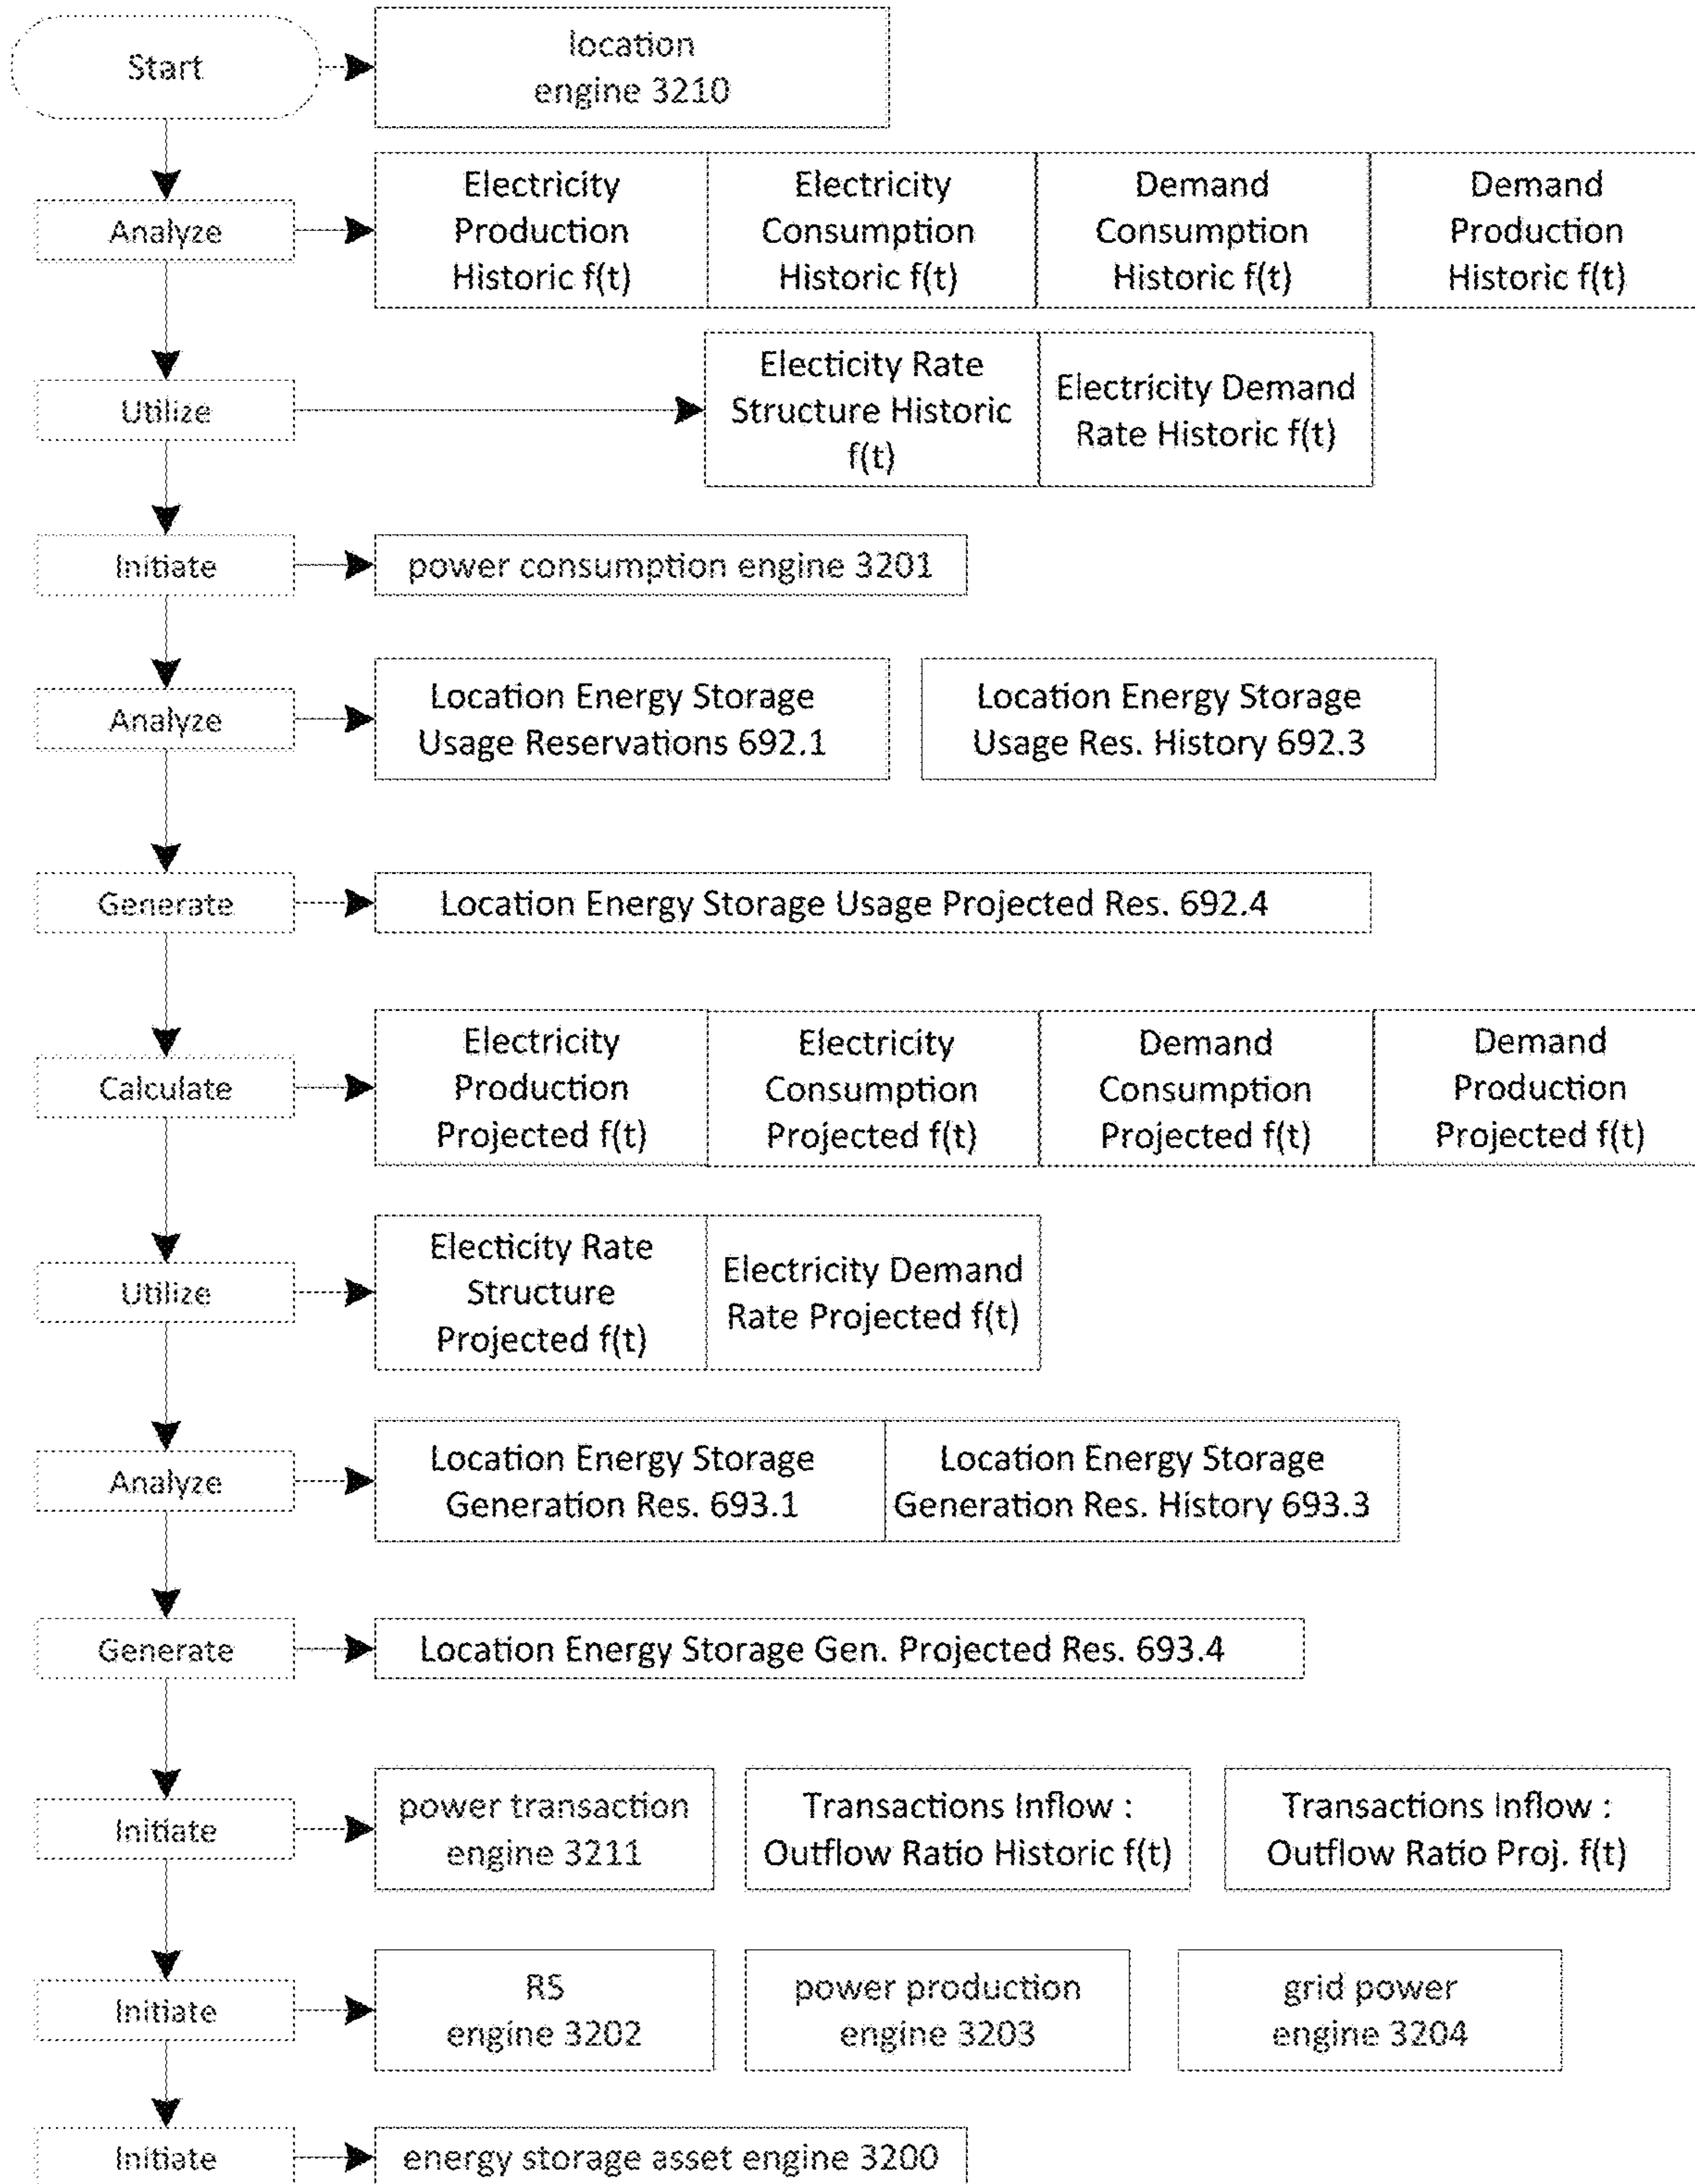 Start
location
engine 3210
Analyze
Electricity
Production
Historic f(t)
Electricity
Consumption
Historic f(t)
Demand
Consumption
Historic f(t)
Demand
Production
Historic f(t)
Utilize
Electicity Rate
Structure Historic
f(t)
Electricity Demand
Rate Historic f(t)
Initiate
power consumption engine 3201
Analyze
Location Energy Storage
Usage Reservations 692.1
Location Energy Storage
Usage Res. History 692.3
Generate
Location Energy Storage Usage Projected Res. 692.4
Calculate
Electricity
Production
Projected f(t)
Electricity
Consumption
Projected f(t)
Demand
Consumption
Projected f(t)
Demand
Production
Projected f(t)
Utilize
Electicity Rate
Structure
Projected f(t)
Electricity Demand
Rate Projected f(t)
Analyze
Location Energy Storage
Generation Res. 693.1
Location Energy Storage
Generation Res. History 693.3
Generate
Location Energy Storage Gen. Projected Res. 693.4
Initiate
power transaction
engine 3211
Transactions Inflow :
Outflow Ratio Historic f(t)
Transactions Inflow :
Outflow Ratio Proj. f(t)
Initiate
RS
engine 3202
power production
engine 3203
grid power
engine 3204
Initiate
energy storage asset engine 3200